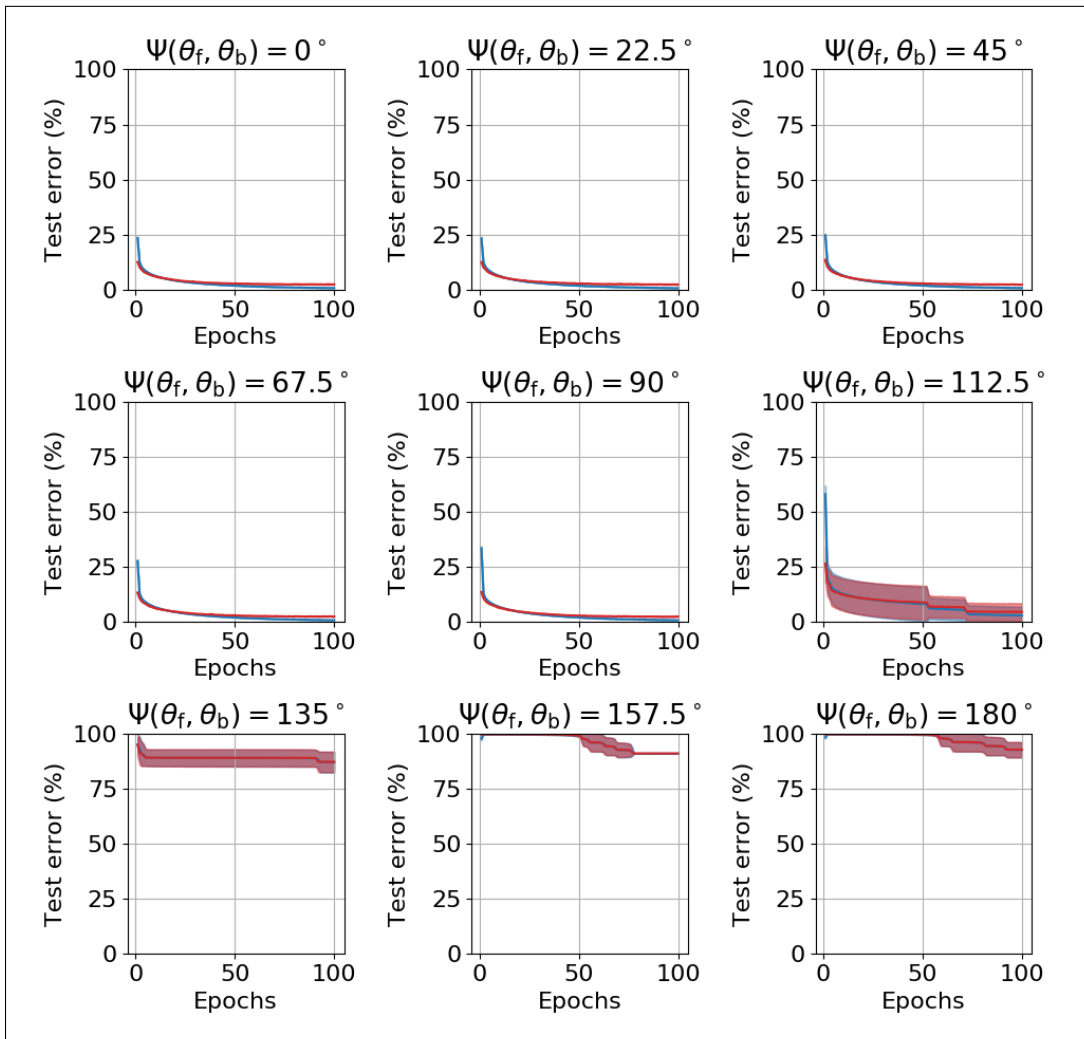 Ψ(θf, θb) = 0° Ψ(θf, θb) = 22.5° Ψ(θf, θb) = 45°
100 100 100
75 75 75
50 50 50
25 25 25
0 0 0
Test error (%) Test error (%) Test error (%)
0 50 100 0 50 100 0 50 100
Epochs Epochs Epochs
Ψ(θf, θb) = 67.5° Ψ(θf, θb) = 90° Ψ(θf, θb) = 112.5°
100 100 100
75 75 75
50 50 50
25 25 25
0 0 0
Test error (%) Test error (%) Test error (%)
0 50 100 0 50 100 0 50 100
Epochs Epochs Epochs
Ψ(θf, θb) = 135° Ψ(θf, θb) = 157.5° Ψ(θf, θb) = 180°
100 100 100
75 75 75
50 50 50
25 25 25
0 0 0
Test error (%) Test error (%) Test error (%)
0 50 100 0 50 100 0 50 100
Epochs Epochs Epochs